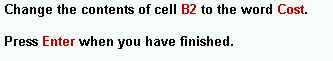 Change the contents of cell B2 to the word Cost.
Press Enter when you have finished.